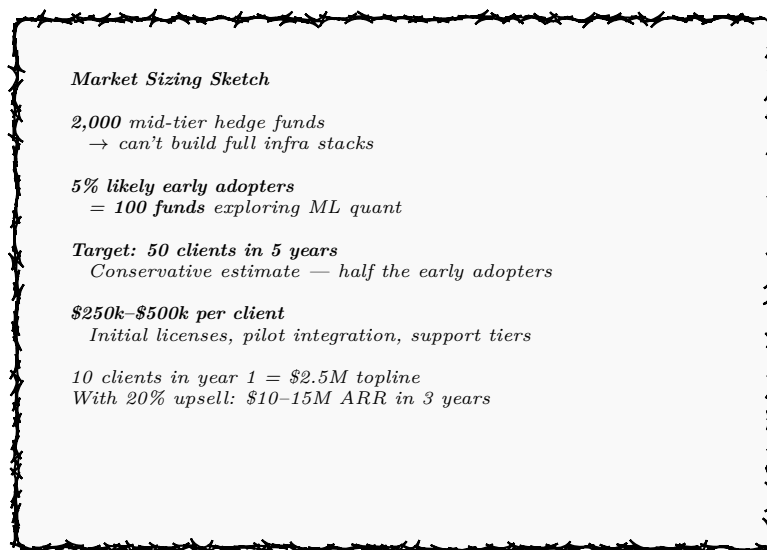 Market Sizing Sketch
2,000 mid-tier hedge funds
→ can't build full infra stacks
5% likely early adopters
= 100 funds exploring ML quant
Target: 50 clients in 5 years
Conservative estimate — half the early adopters
$250k–$500k per client
Initial licenses, pilot integration, support tiers
10 clients in year 1 = $2.5M topline
With 20% upsell: $10–15M ARR in 3 years